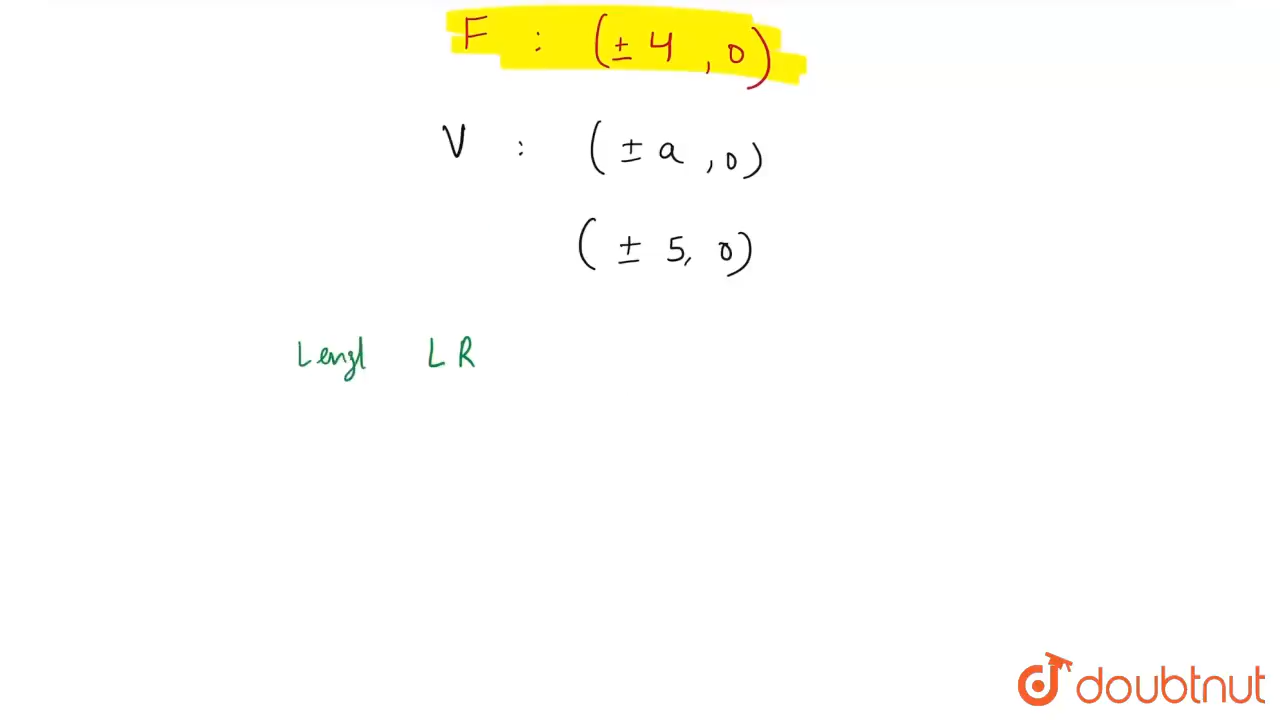 F : (± 4, 0)
V : (± a, 0)
(± 5, 0)
Lengl LR
doubtnut